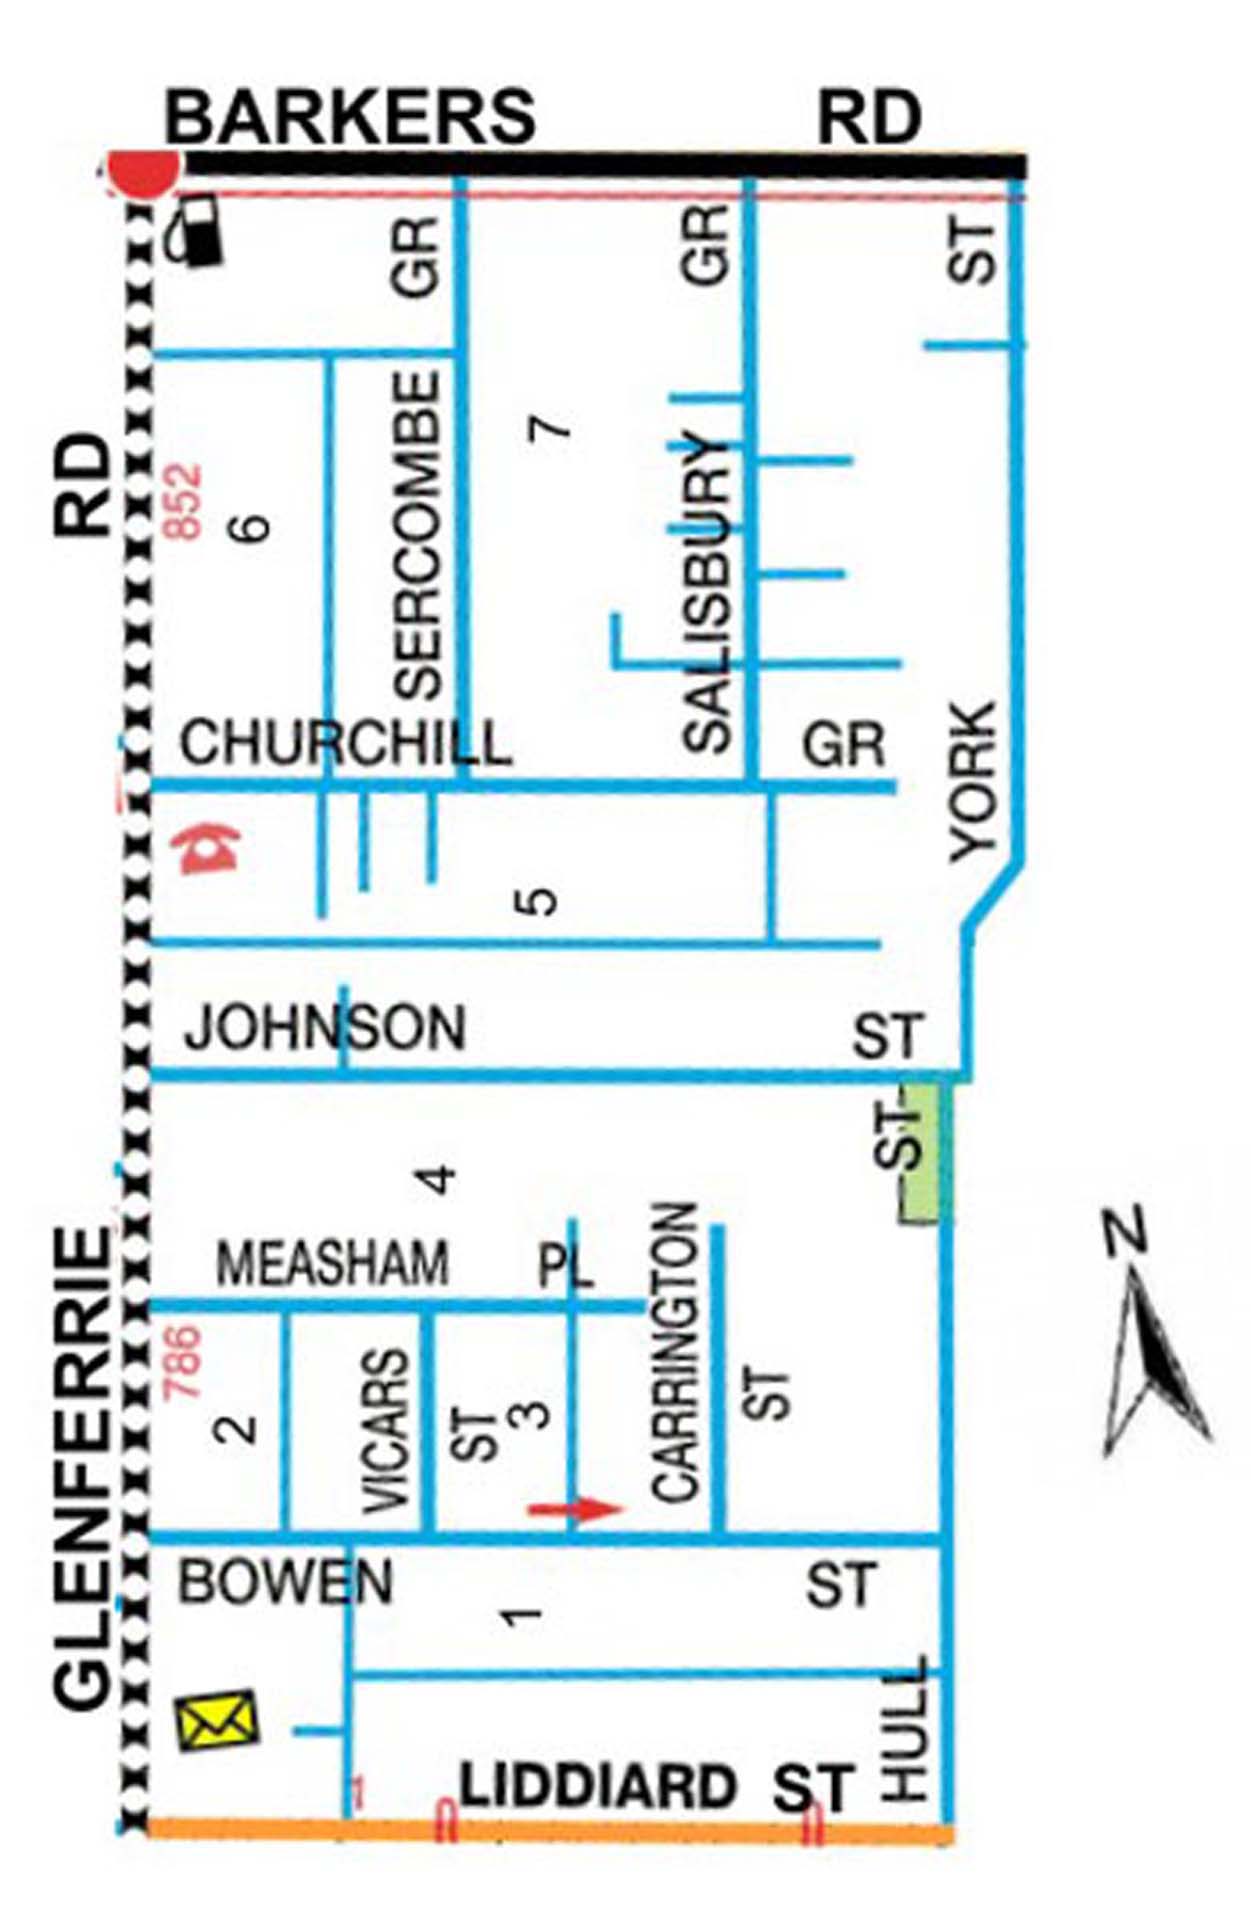 BARKERS RD
GR
GR
ST
RD
852
6
SERCOMBE
7
SALISBURY
CHURCHILL GR
YORK
5
JOHNSON ST
ST
4
N
MEASHAM PL
CARRINGTON
ST
GLENFERRIE
786
2
VICARS
ST
3
BOWEN ST
1
HULL
LIDDIARD ST
1